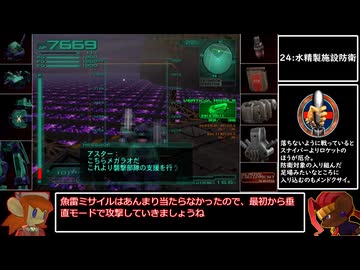 7669
24:水精製施設防衛
VERTICAL MISSILE
アスター:
こちらメガラオだ
これより襲撃部隊の支援を行う
落ちないように戦っていると
スナイパーよりロケットの
ほうが厄介。
防衛対象の入り組んだ
足場みたいなところに
入り込むのもメンドクサイ。
魚雷ミサイルはあんまり当たらなかったので、最初から垂
直モードで攻撃していきましょうね